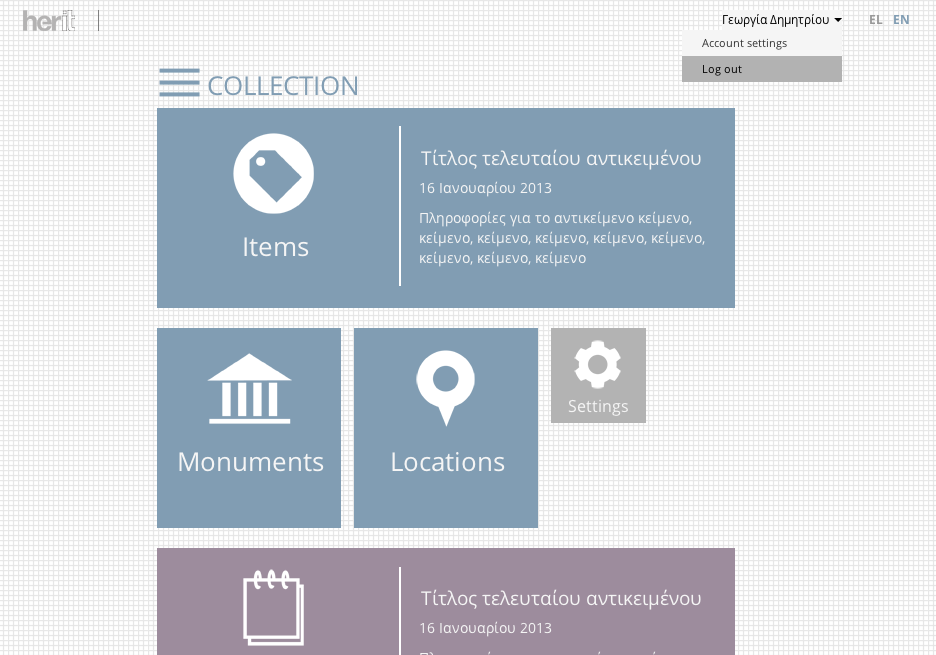 herit
Γεωργία Δημητρίου
EL EN
Account settings
Log out
COLLECTION
Items
Τίτλος τελευταίου αντικειμένου
16 Ιανουαρίου 2013
Πληροφορίες για το αντικείμενο κείμενο,
κείμενο, κείμενο, κείμενο, κείμενο, κείμενο,
κείμενο, κείμενο, κείμενο
Monuments
Locations
Settings
Τίτλος τελευταίου αντικειμένου
16 Ιανουαρίου 2013